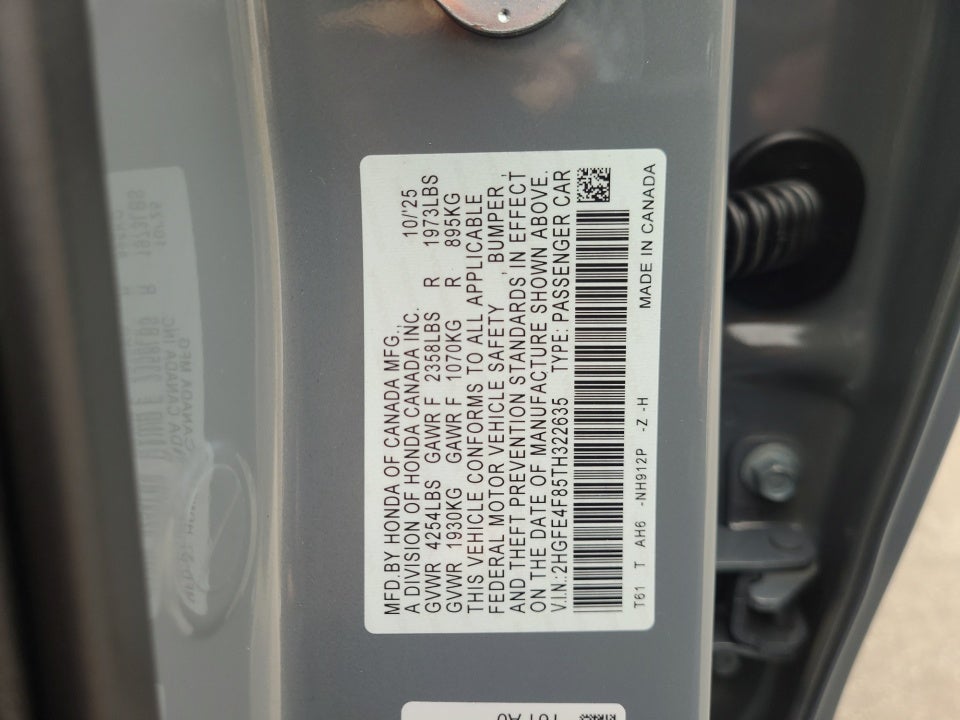 MFD.BY HONDA OF CANADA MFG.,
A DIVISION OF HONDA CANADA INC. 10/'25
GVWR 4254LBS GAWR F 2358LBS R 1973LBS
GVWR 1930KG GAWR F 1070KG R 895KG
THIS VEHICLE CONFORMS TO ALL APPLICABLE
FEDERAL MOTOR VEHICLE SAFETY , BUMPER ,
AND THEFT PREVENTION STANDARDS IN EFFECT
ON THE DATE OF MANUFACTURE SHOWN ABOVE.
V.I.N.:2HGFE4F85TH322635 TYPE: PASSENGER CAR
T61 T AH6 -NH912P -Z -H MADE IN CANADA